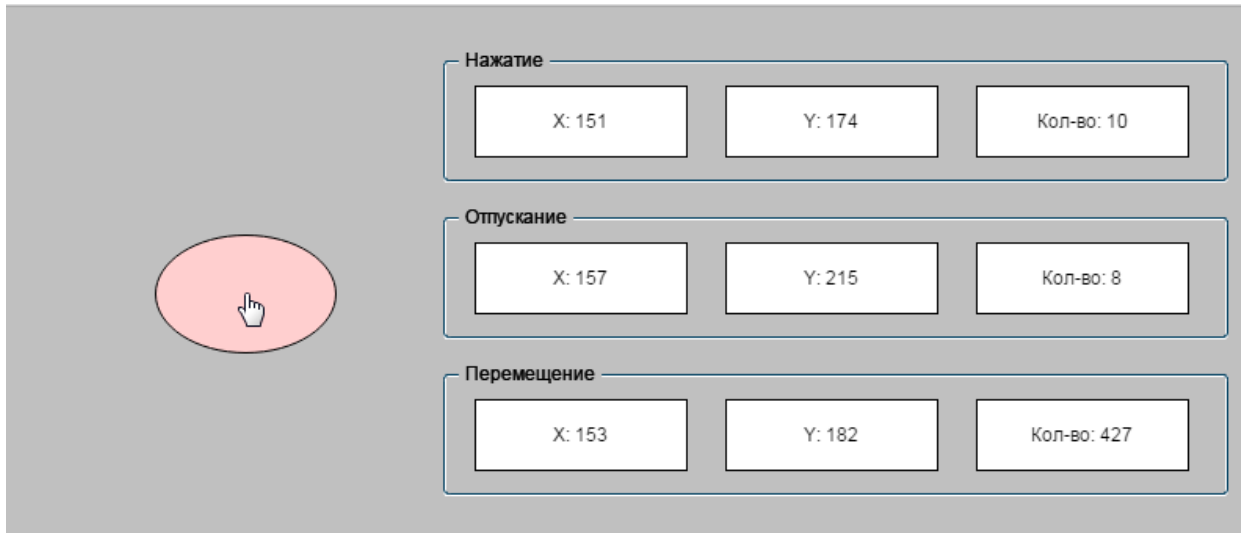 Нажатие
X: 151 Y: 174 Кол-во: 10
Отпускание
X: 157 Y: 215 Кол-во: 8
Перемещение
X: 153 Y: 182 Кол-во: 427